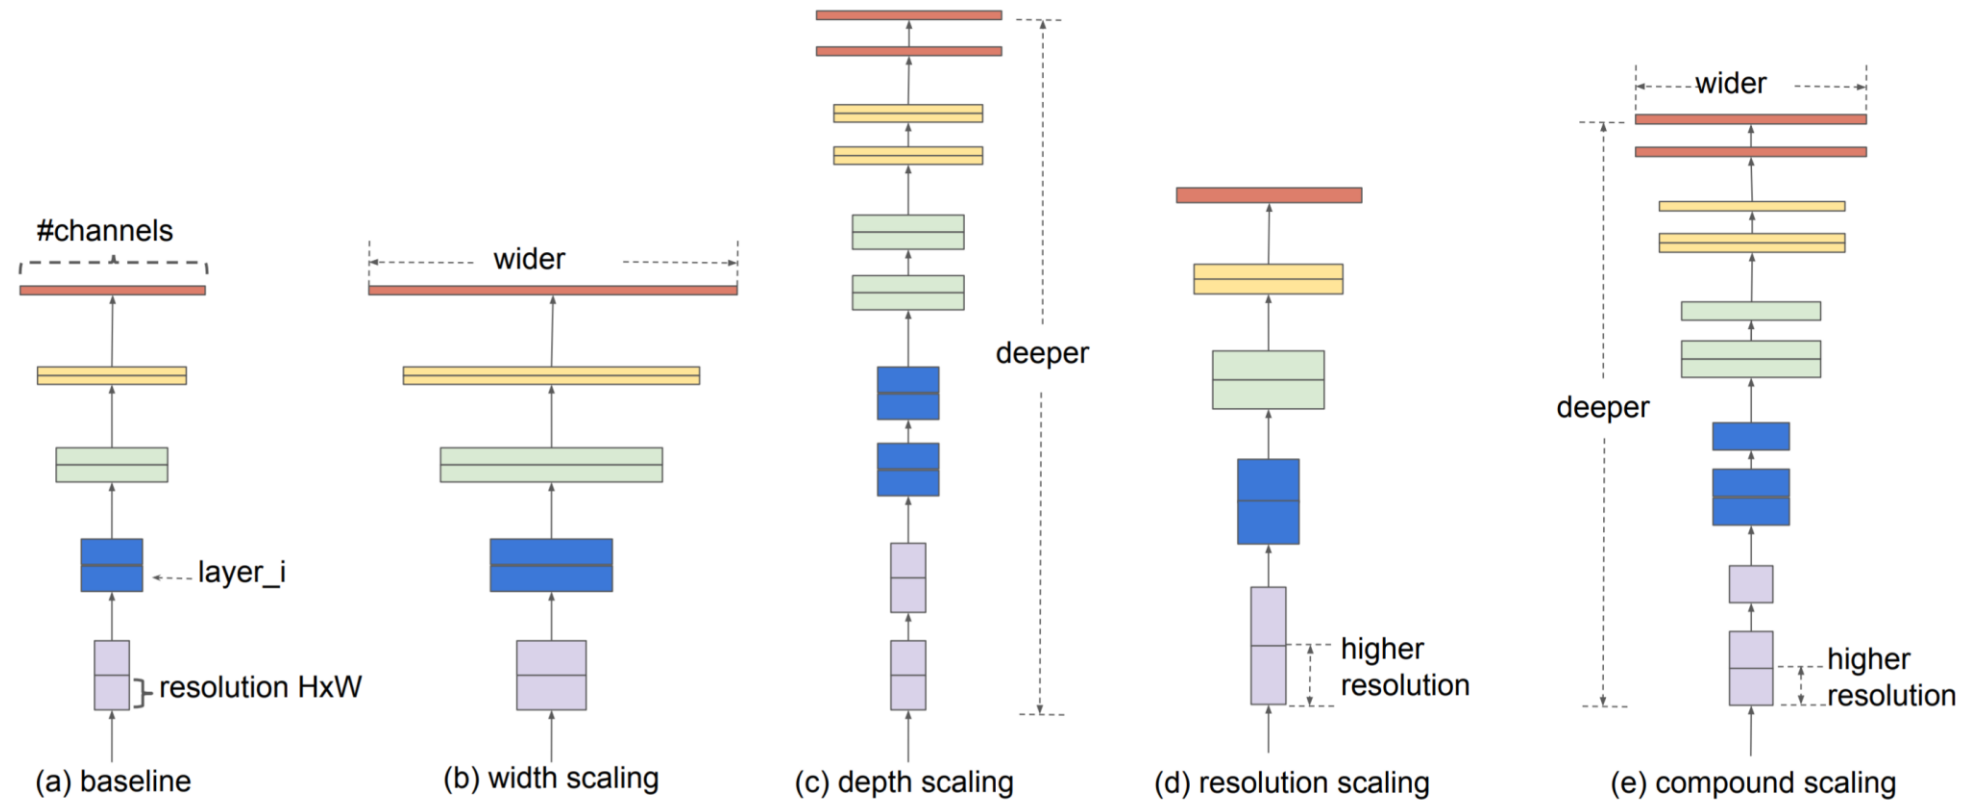 #channels
layer_i
resolution HxW
(a) baseline
wider
(b) width scaling
deeper
(c) depth scaling
higher
resolution
(d) resolution scaling
wider
deeper
higher
resolution
(e) compound scaling